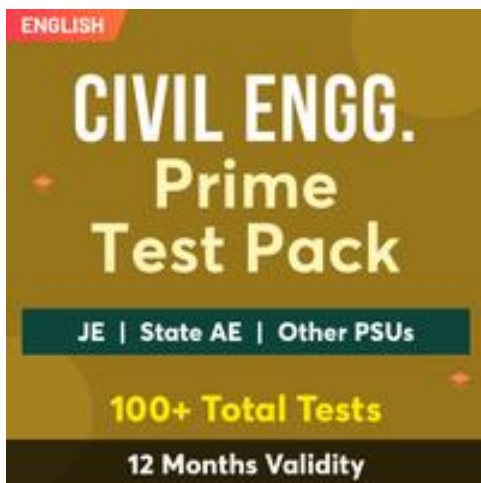 ENGLISH
CIVIL ENGG.
Prime
Test Pack
JE | State AE | Other PSUs
100+ Total Tests
12 Months Validity